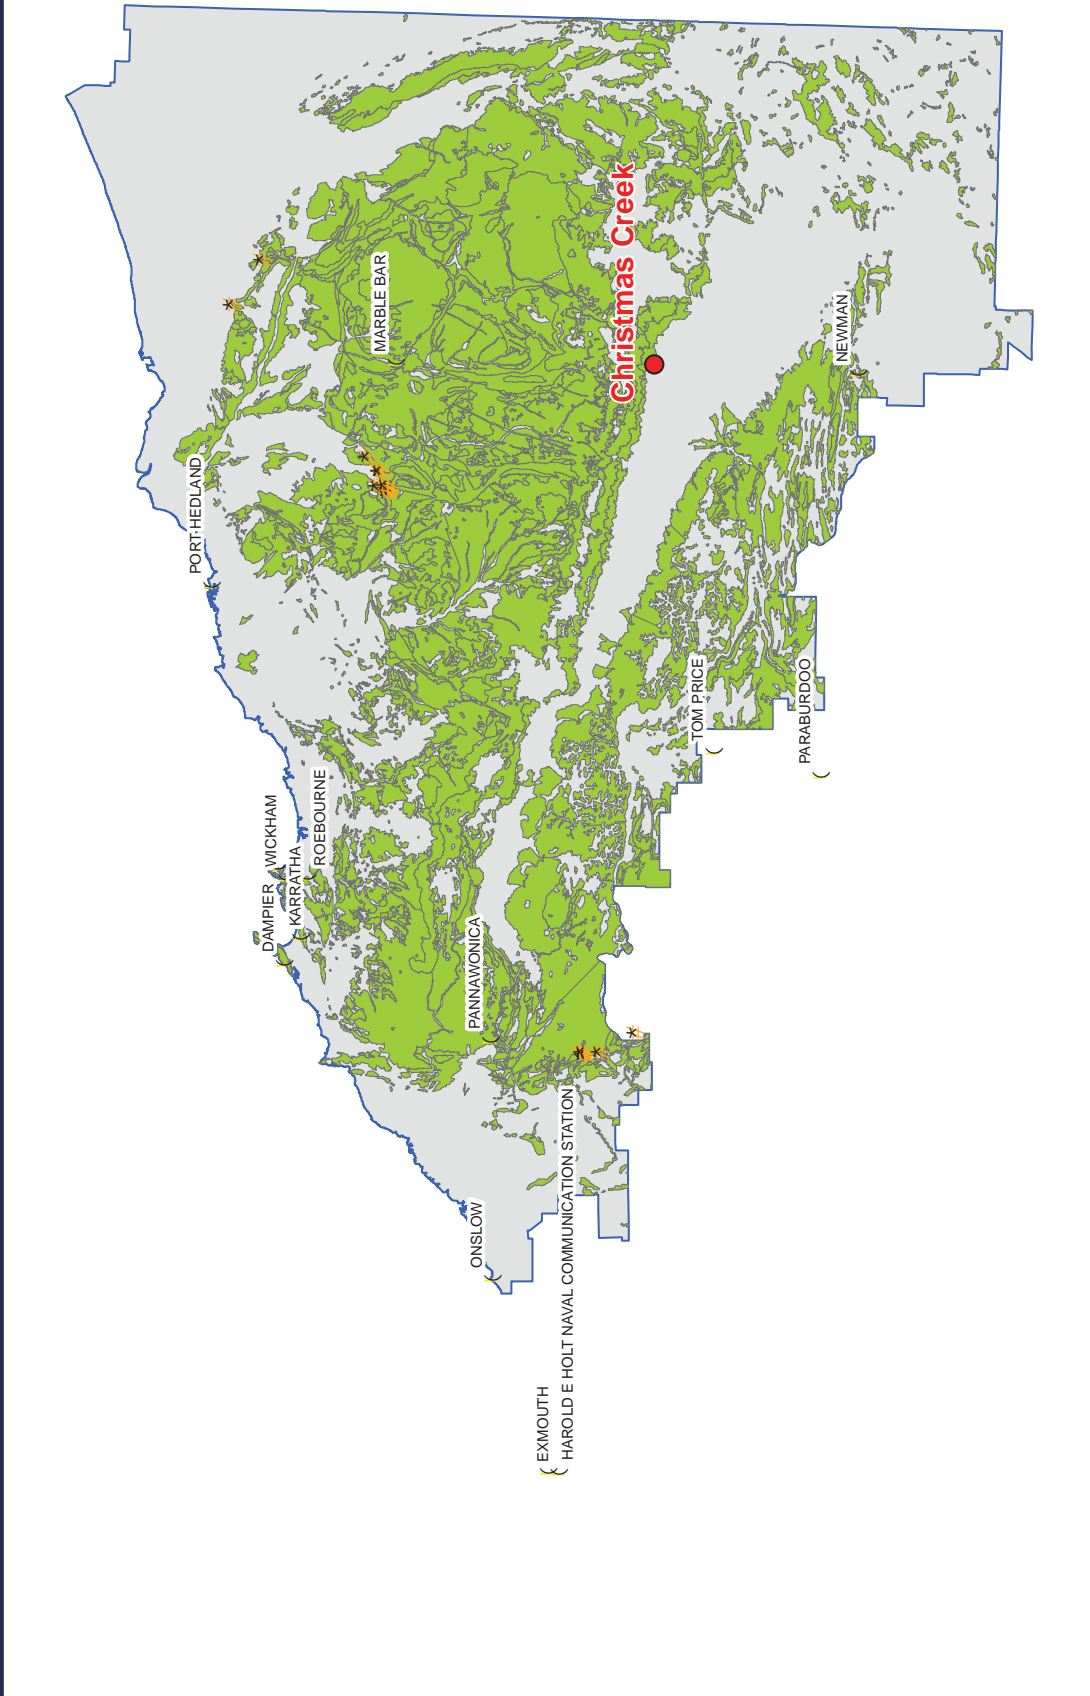 PORT HEDLAND
MARBLE BAR
Christmas Creek
NEWMAN
WICKHAM
DAMPIER
KARRATHA
ROEBOURNE
TOM PRICE
PARABURDOO
PANNAWONICA
ONSLOW
EXMOUTH
HAROLD E HOLT NAVAL COMMUNICATION STATION